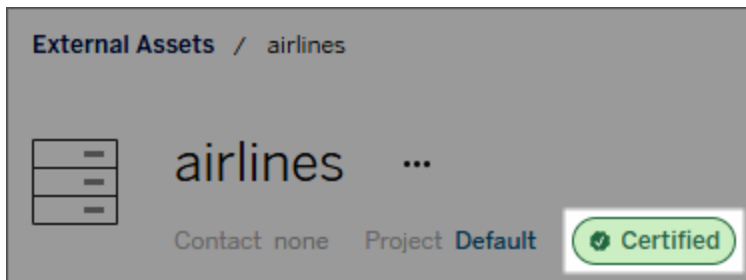 External Assets / airlines
airlines ...
Contact none Project Default Certified